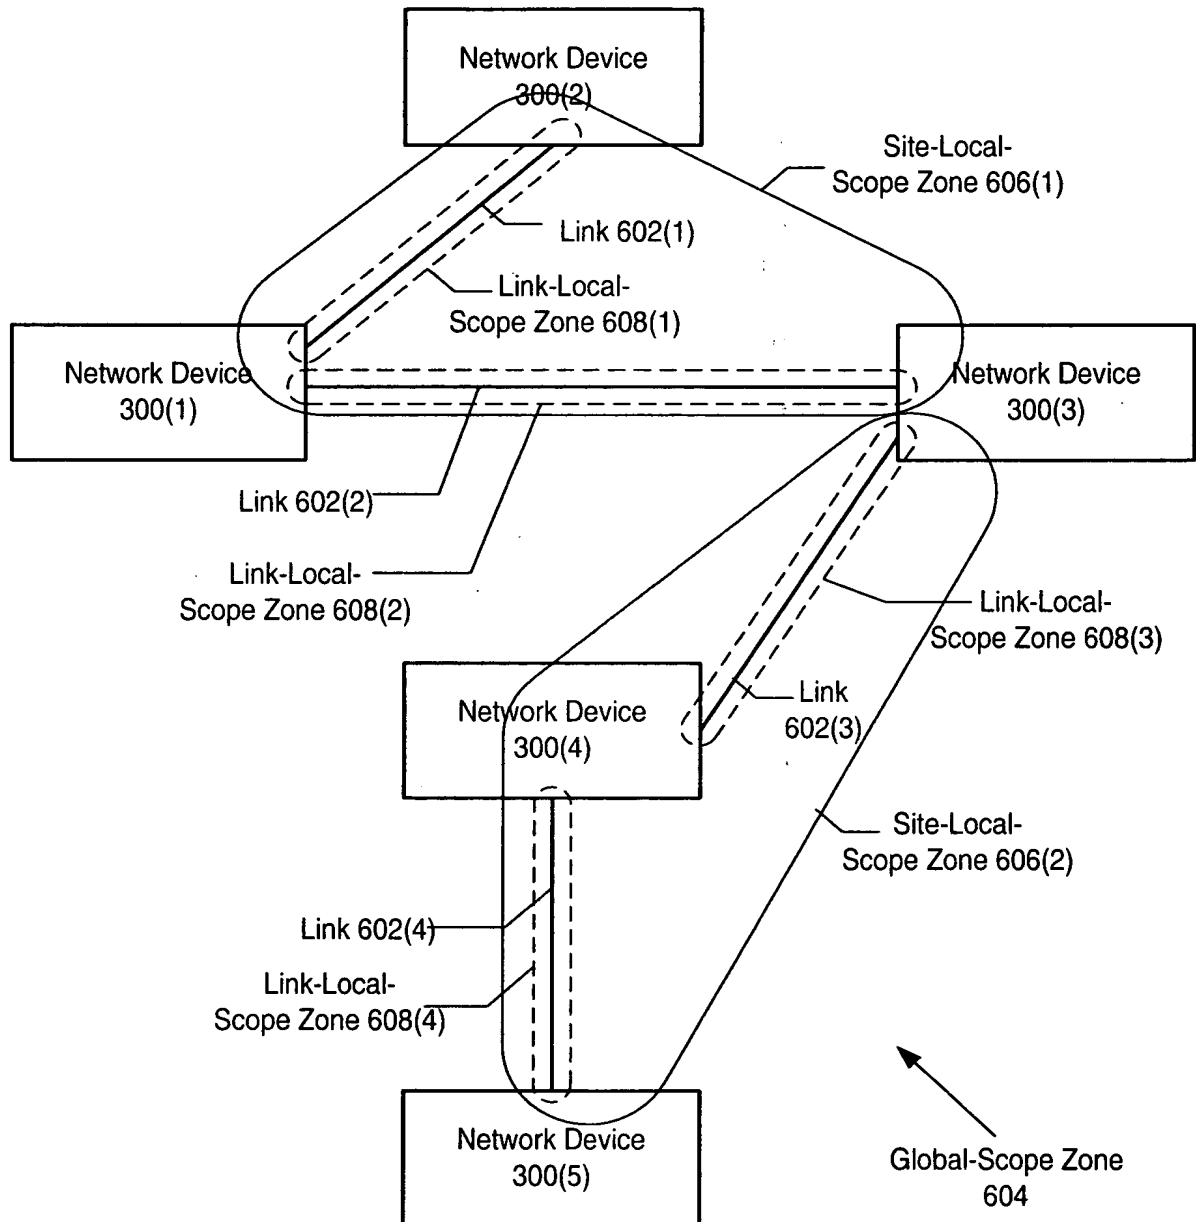 Network Device
300(2)
Site-Local-
Scope Zone 606(1)
Link 602(1)
Link-Local-
Scope Zone 608(1)
Network Device
300(1)
Network Device
300(3)
Link 602(2)
Link-Local-
Scope Zone 608(2)
Link-Local-
Scope Zone 608(3)
Network Device
300(4)
Link
602(3)
Site-Local-
Scope Zone 606(2)
Link 602(4)
Link-Local-
Scope Zone 608(4)
Network Device
300(5)
Global-Scope Zone
604